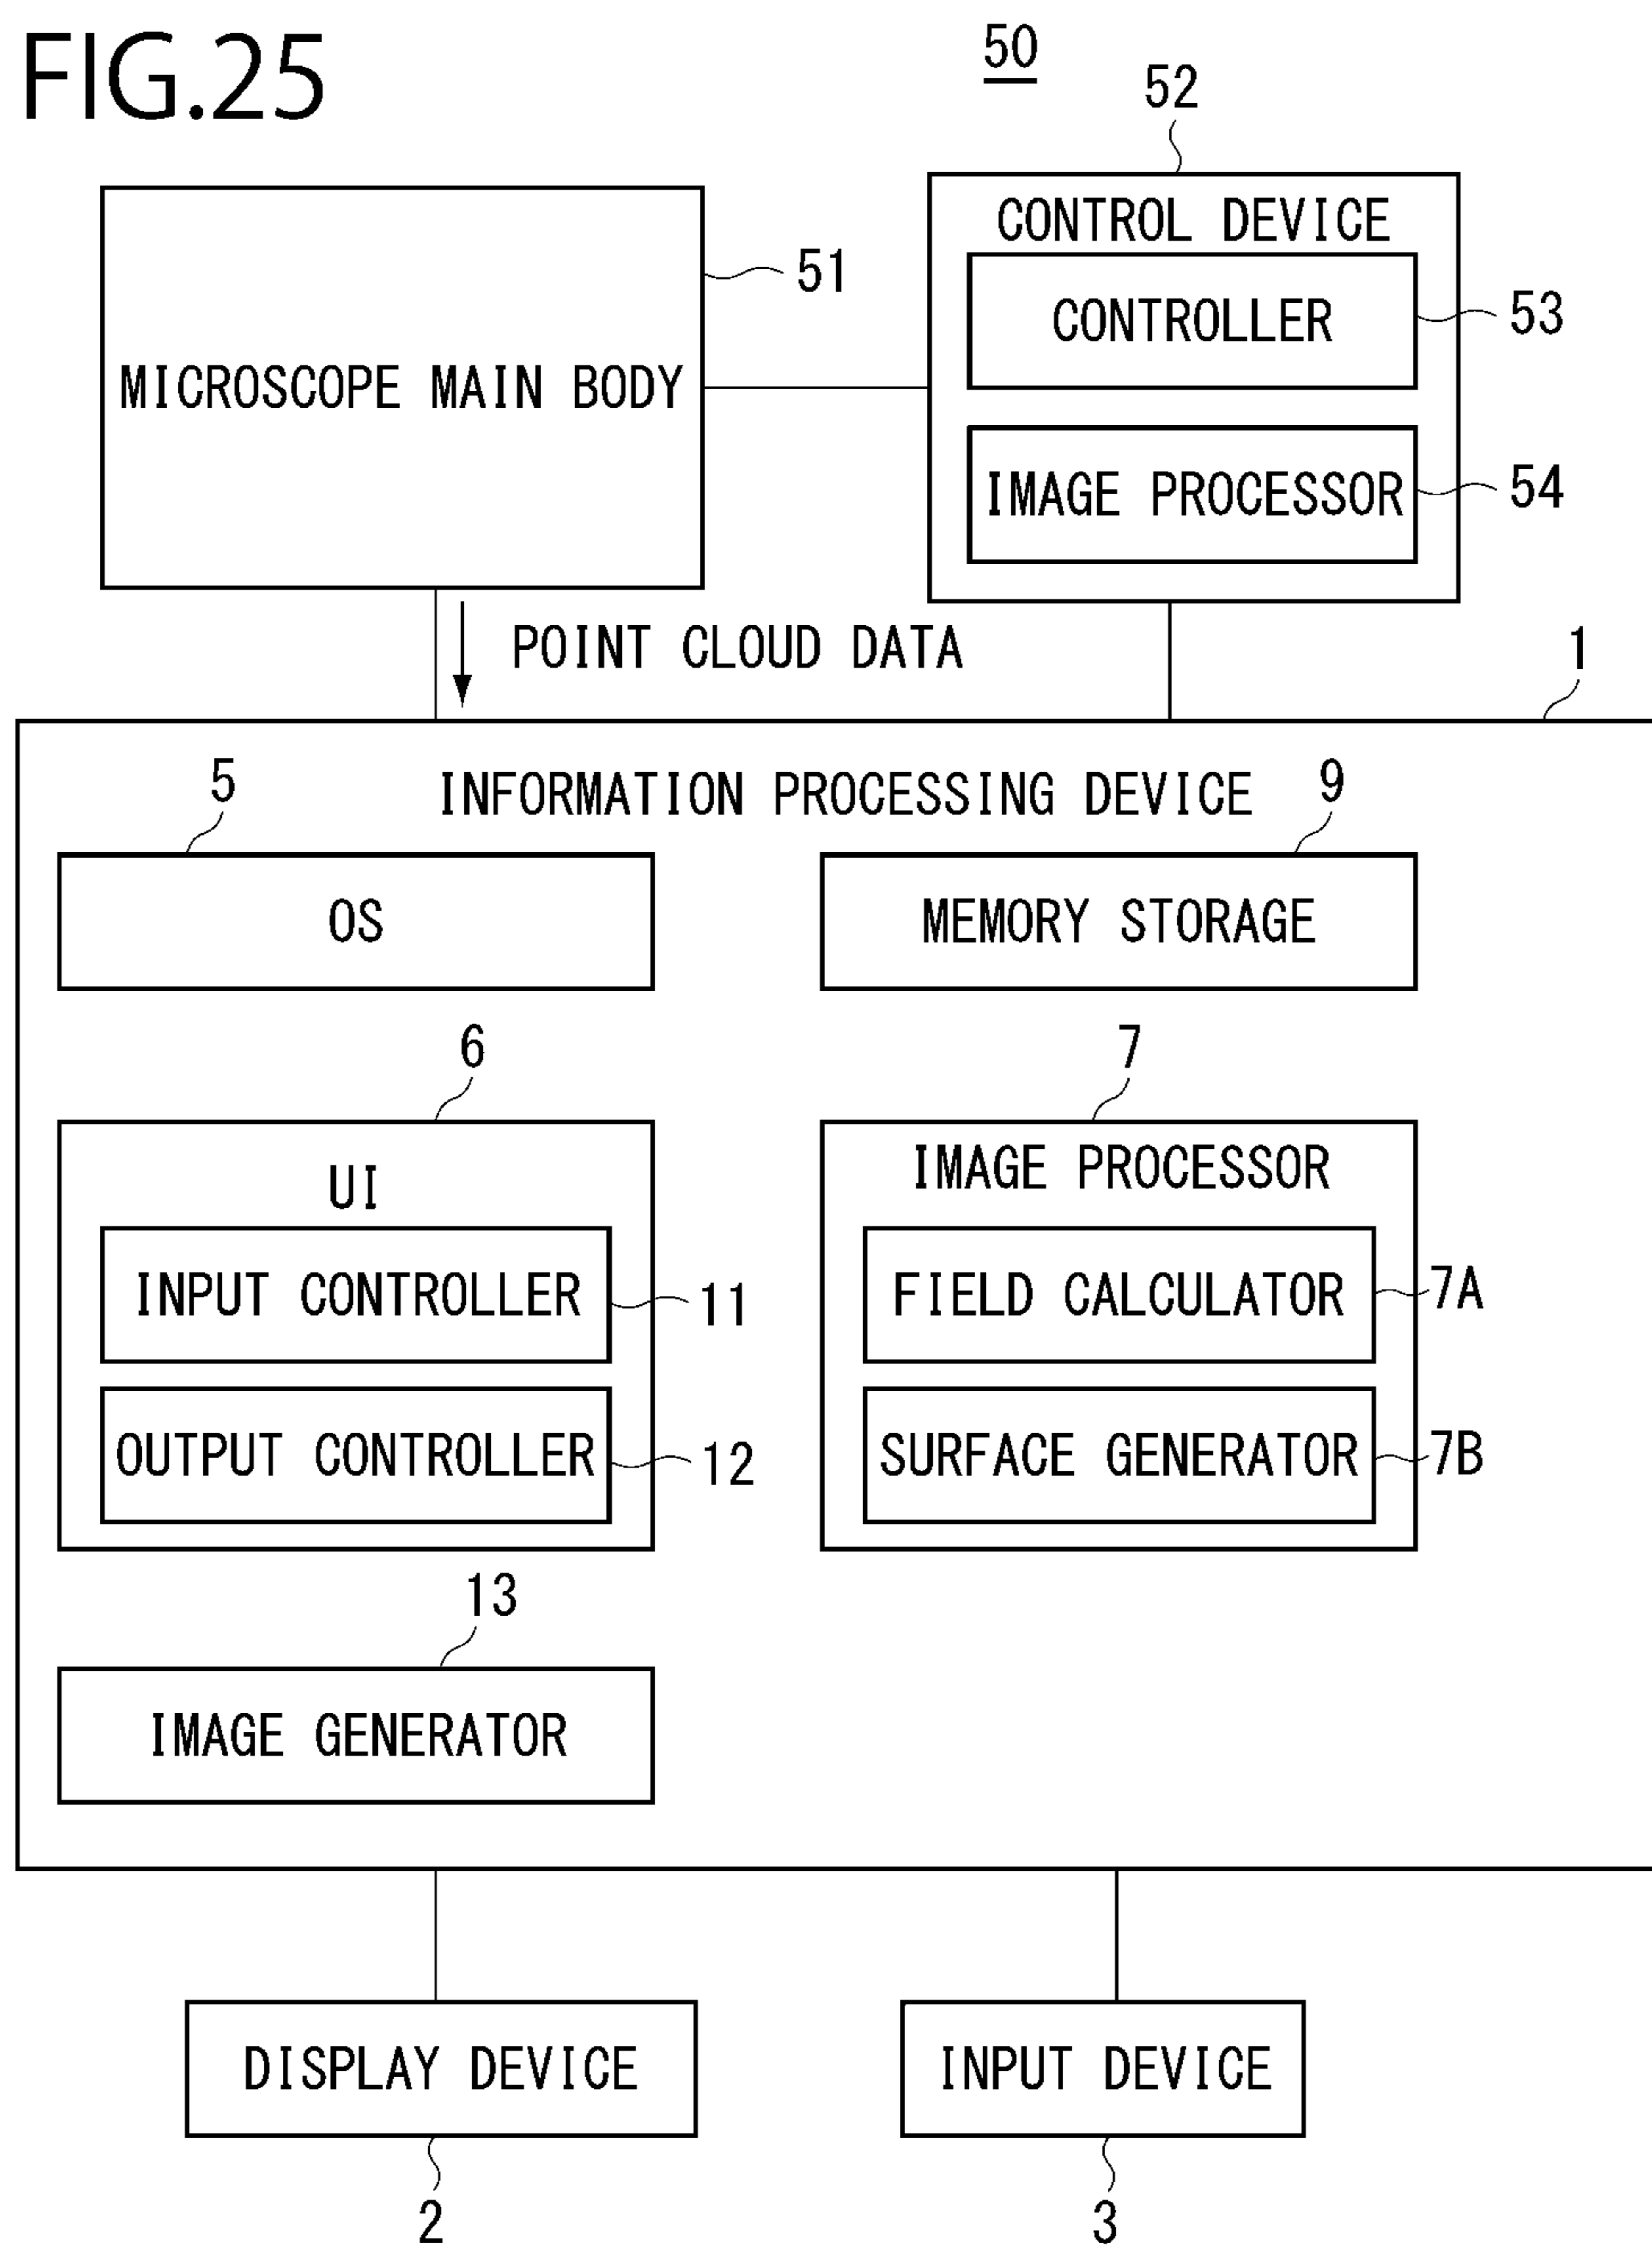 FIG.25
50
52
CONTROL DEVICE
51
CONTROLLER
53
MICROSCOPE MAIN BODY
IMAGE PROCESSOR
54
POINT CLOUD DATA
1
INFORMATION PROCESSING DEVICE
5
9
OS
MEMORY STORAGE
6
7
UI
IMAGE PROCESSOR
INPUT CONTROLLER
11
FIELD CALCULATOR
7A
OUTPUT CONTROLLER
12
SURFACE GENERATOR
7B
13
IMAGE GENERATOR
DISPLAY DEVICE
INPUT DEVICE
2
3